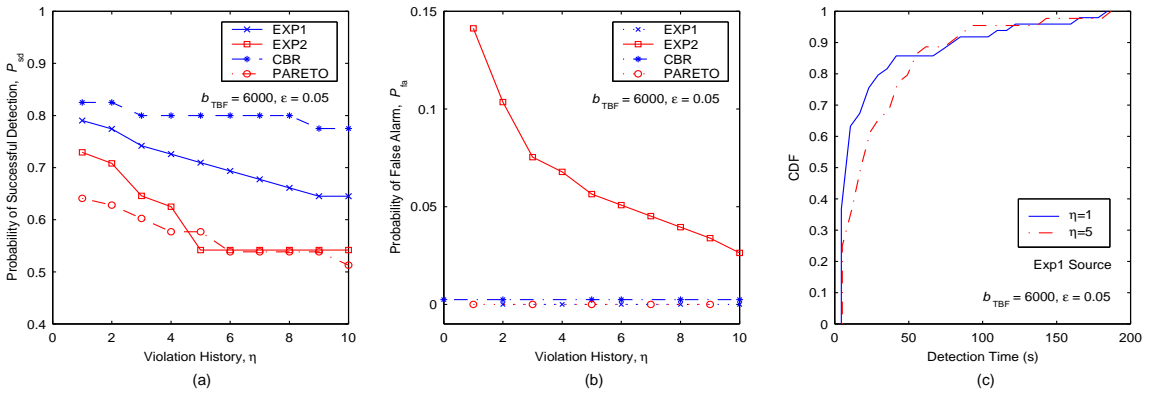 Probability of Successful Detection, P_sd
1
0.9
0.8
0.7
0.6
0.5
0.4
0
2
4
6
8
10
EXP1
EXP2
CBR
PARETO
b_TBF = 6000, ε = 0.05
Violation History, η
(a)
Probability of False Alarm, P_fa
0.15
0.1
0.05
0
0
2
4
6
8
10
EXP1
EXP2
CBR
PARETO
b_TBF = 6000, ε = 0.05
Violation History, η
(b)
CDF
1
0.9
0.8
0.7
0.6
0.5
0.4
0.3
0.2
0.1
0
0
50
100
150
200
η=1
η=5
Exp1 Source
b_TBF = 6000, ε = 0.05
Detection Time (s)
(c)